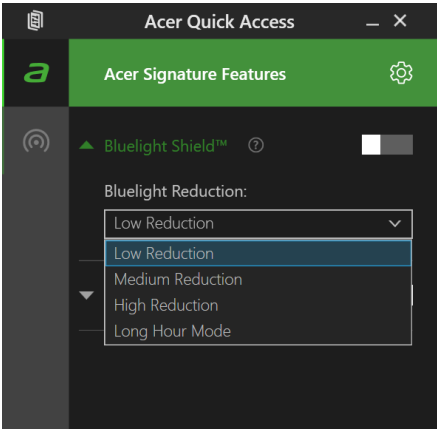 Acer Quick Access
Acer Signature Features
Bluelight Shield™
Bluelight Reduction:
Low Reduction
Low Reduction
Medium Reduction
High Reduction
Long Hour Mode